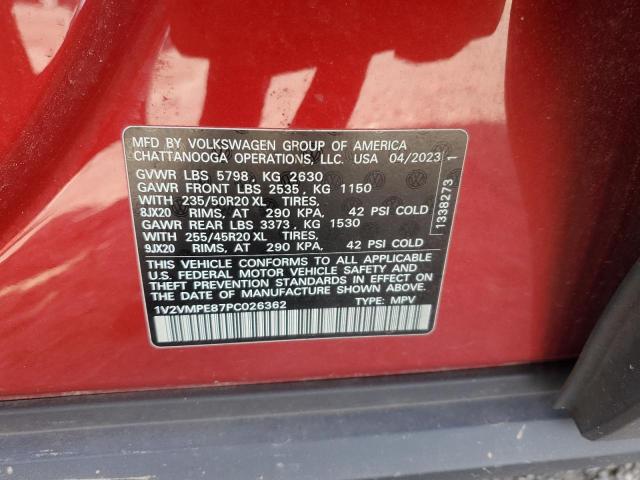 MFD BY VOLKSWAGEN GROUP OF AMERICA
CHATTANOOGA OPERATIONS, LLC. USA 04/2023
GVWR LBS 5798, KG 2630
GAWR FRONT LBS 2535, KG 1150
WITH 235/50R20 XL TIRES,
8JX20 RIMS, AT 290 KPA, 42 PSI COLD
GAWR REAR LBS 3373, KG 1530
WITH 255/45R20 XL TIRES,
9JX20 RIMS, AT 290 KPA, 42 PSI COLD
THIS VEHICLE CONFORMS TO ALL APPLICABLE
U.S. FEDERAL MOTOR VEHICLE SAFETY AND
THEFT PREVENTION STANDARDS IN EFFECT ON
THE DATE OF MANUFACTURE SHOWN ABOVE.
1V2VMPE87PC026362 TYPE: MPV
1338273 1